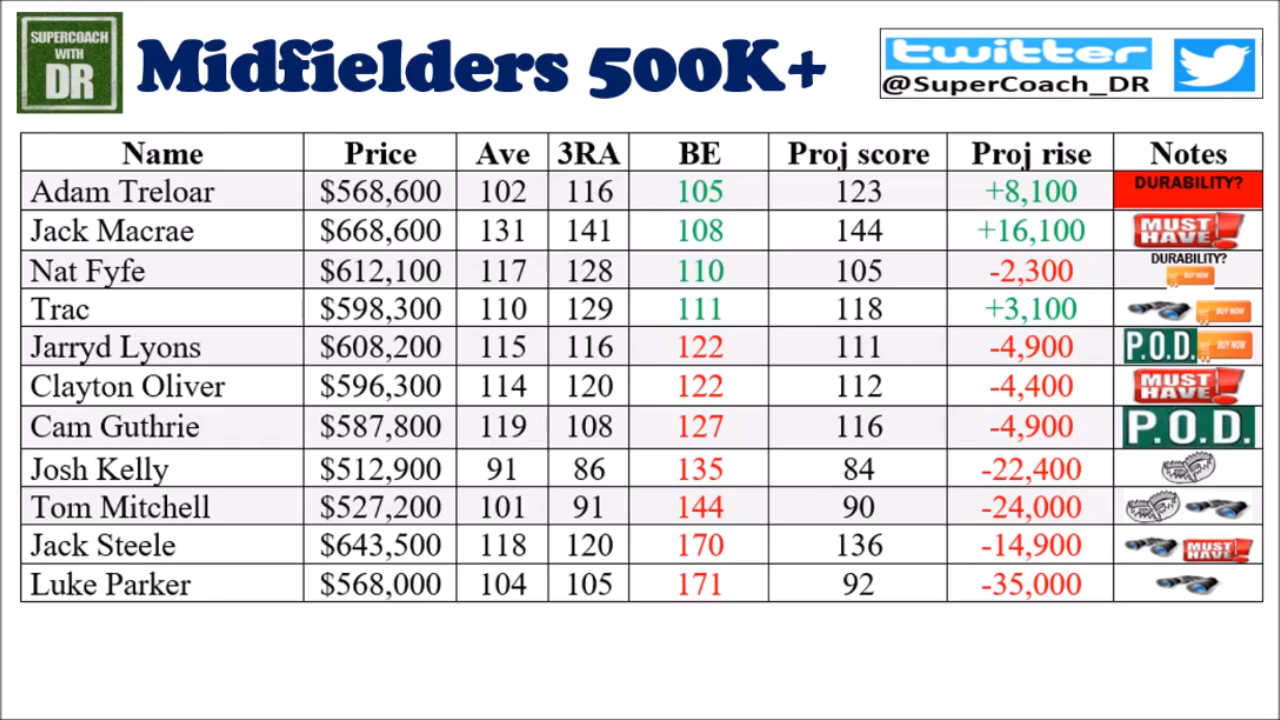 SUPERCOACH
WITH
DR
Midfielders 500K+
twitter
@SuperCoach_DR
Name Price Ave 3RA BE Proj score Proj rise Notes
Adam Treloar $568,600 102 116 105 123 +8,100 DURABILITY?
Jack Macrae $668,600 131 141 108 144 +16,100 MUST HAVE!
Nat Fyfe $612,100 117 128 110 105 -2,300 DURABILITY? BUY NOW
Trac $598,300 110 129 111 118 +3,100 BUY NOW
Jarryd Lyons $608,200 115 116 122 111 -4,900 P.O.D. BUY NOW
Clayton Oliver $596,300 114 120 122 112 -4,400 MUST HAVE!
Cam Guthrie $587,800 119 108 127 116 -4,900 P.O.D.
Josh Kelly $512,900 91 86 135 84 -22,400
Tom Mitchell $527,200 101 91 144 90 -24,000
Jack Steele $643,500 118 120 170 136 -14,900 MUST HAVE!
Luke Parker $568,000 104 105 171 92 -35,000